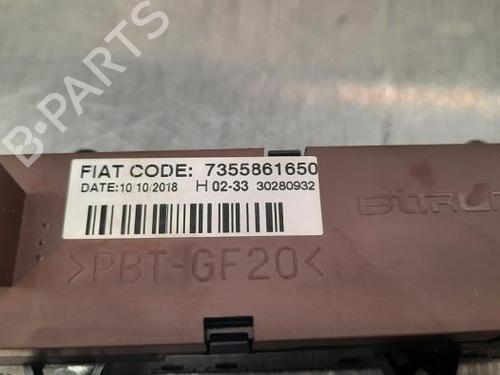 B-PARTS
FIAT CODE: 7355861650
DATE:10 10/2018 H 02-33 30280932
>PBT-GF20<